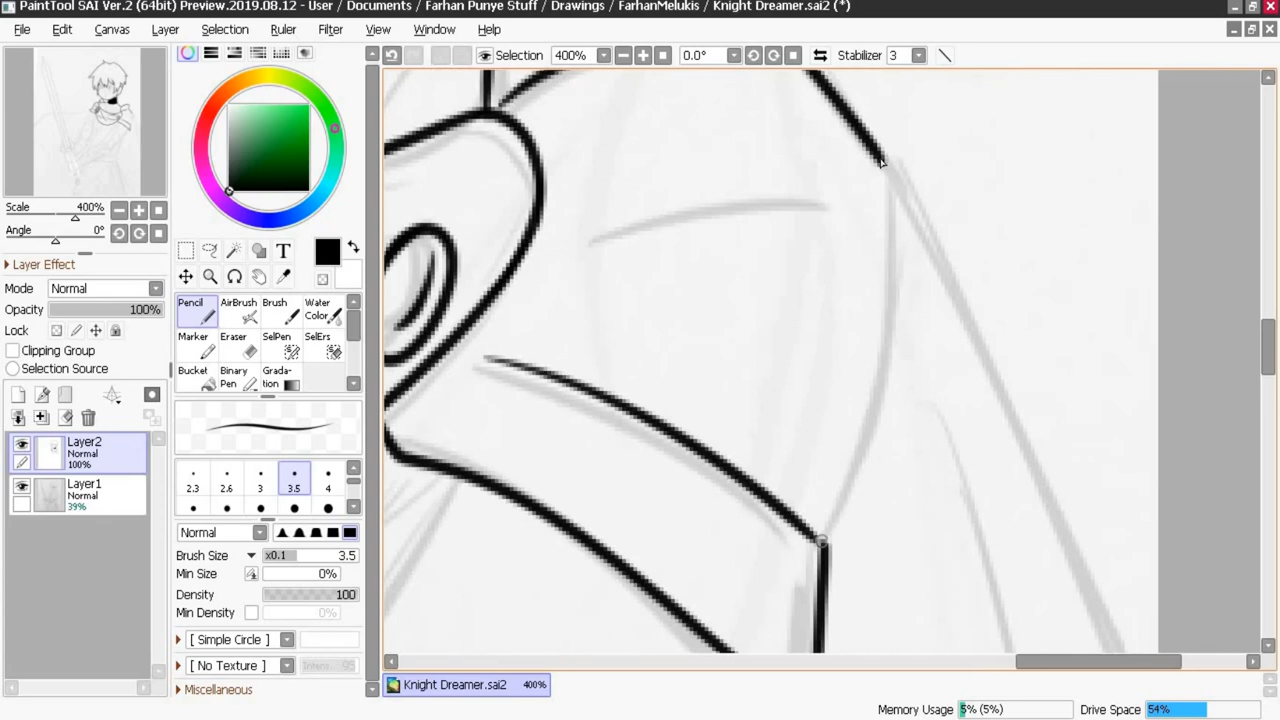 PaintTool SAI Ver.2 (64bit) Preview.2019.08.12 - User / Documents / Farhan Punye Stuff / Drawings / FarhanMelukis / Knight Dreamer.sai2 (*)
File Edit Canvas Layer Selection Ruler Filter View Window Help
Selection 400% 0.0° Stabilizer 3
Scale 400%
Angle 0°
Layer Effect
Mode Normal
Opacity 100%
Lock
Clipping Group
Selection Source
Layer2
Normal
100%
Layer1
Normal
39%
T
Pencil AirBrush Brush Water Color
Marker Eraser SelPen SelErs
Bucket Binary Pen Grada- tion
2.3 2.6 3 3.5 4
Normal
Brush Size x0.1 3.5
Min Size 0%
Density 100
Min Density 0%
[ Simple Circle ]
[ No Texture ] Intens. 95
Miscellaneous
Knight Dreamer.sai2 400%
Memory Usage 5% (5%) Drive Space 54%